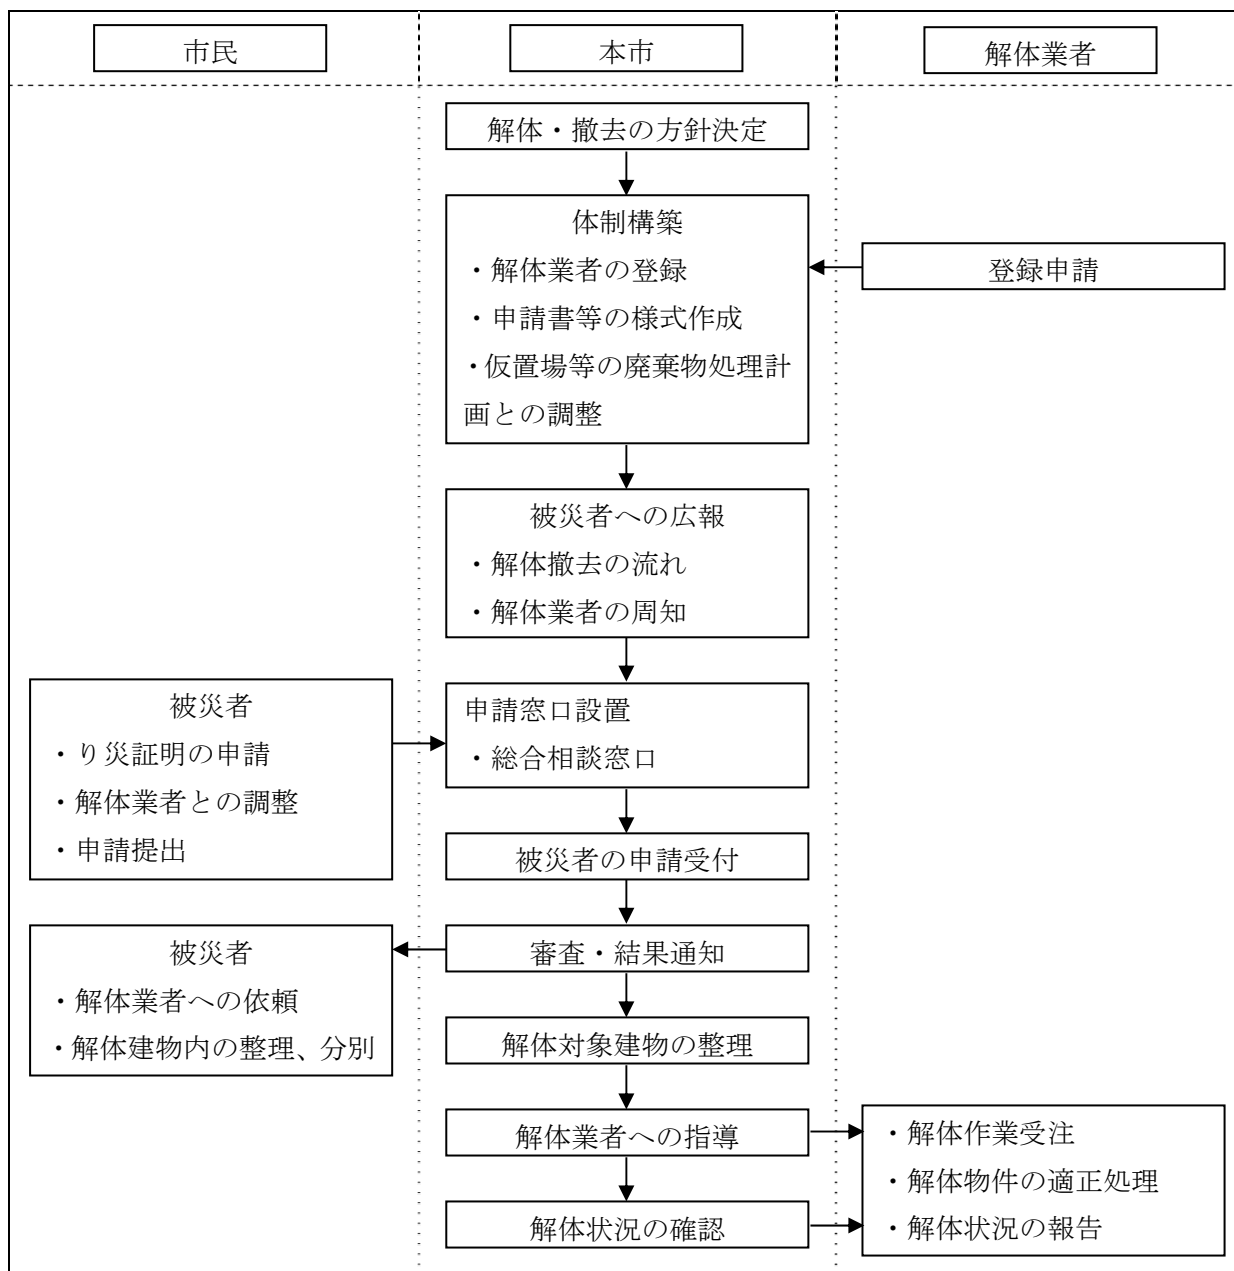 市民
本市
解体業者
解体・撤去の方針決定
体制構築
・解体業者の登録
・申請書等の様式作成
・仮置場等の廃棄物処理計
画との調整
登録申請
被災者への広報
・解体撤去の流れ
・解体業者の周知
被災者
・り災証明の申請
・解体業者との調整
・申請提出
申請窓口設置
・総合相談窓口
被災者の申請受付
審査・結果通知
被災者
・解体業者への依頼
・解体建物内の整理、分別
解体対象建物の整理
解体業者への指導
・解体作業受注
・解体物件の適正処理
・解体状況の報告
解体状況の確認